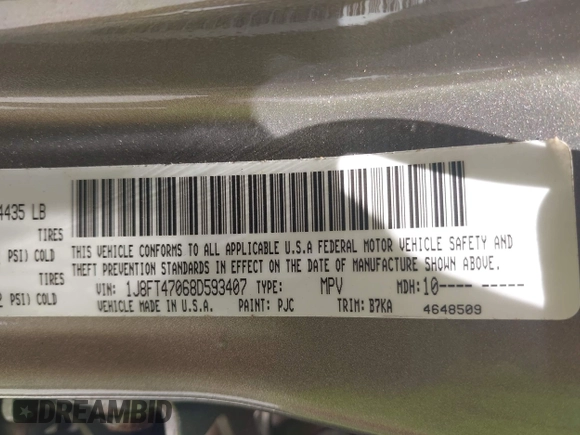 4435 LB
TIRES
PSI) COLD
TIRES
PSI) COLD
THIS VEHICLE CONFORMS TO ALL APPLICABLE U.S.A FEDERAL MOTOR VEHICLE SAFETY AND
THEFT PREVENTION STANDARDS IN EFFECT ON THE DATE OF MANUFACTURE SHOWN ABOVE.
VIN: 1J8FT47068D593407 TYPE: MPV MDH:10---- -----
VEHICLE MADE IN U.S.A. PAINT: PJC TRIM: B7KA 4648509
DREAMBID